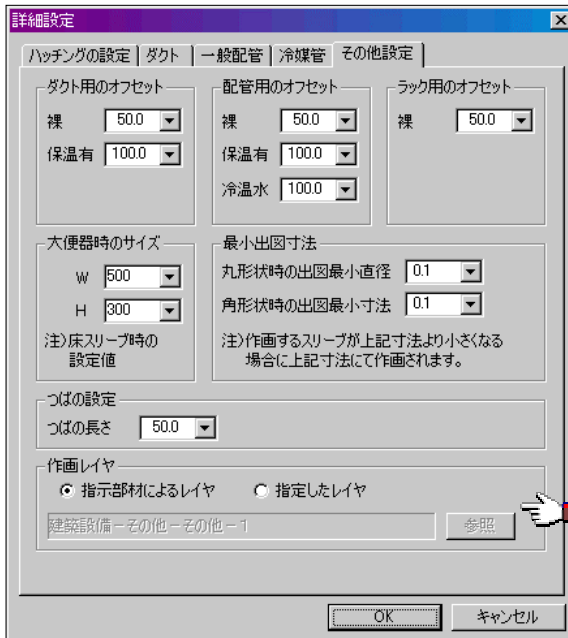 詳細設定
ハッチングの設定 ダクト 一般配管 冷媒管 その他設定
ダクト用のオフセット
裸 50.0
保温有 100.0
配管用のオフセット
裸 50.0
保温有 100.0
冷温水 100.0
ラック用のオフセット
裸 50.0
大便器時のサイズ
W 500
H 300
注)床スリーブ時の
設定値
最小出図寸法
丸形状時の出図最小直径 0.1
角形状時の出図最小寸法 0.1
注)作画するスリーブが上記寸法より小さくなる
場合に上記寸法にて作画されます。
つばの設定
つばの長さ 50.0
作画レイヤ
指示部材によるレイヤ 指定したレイヤ
建築設備-その他-その他-1 参照
OK キャンセル